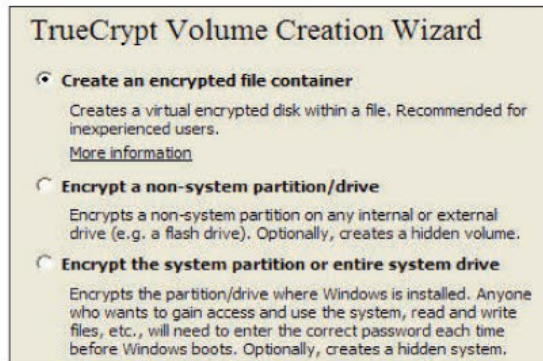 TrueCrypt Volume Creation Wizard
Create an encrypted file container
Creates a virtual encrypted disk within a file. Recommended for
inexperienced users.
More information
Encrypt a non-system partition/drive
Encrypts a non-system partition on any internal or external
drive (e.g. a flash drive). Optionally, creates a hidden volume.
Encrypt the system partition or entire system drive
Encrypts the partition/drive where Windows is installed. Anyone
who wants to gain access and use the system, read and write
files, etc., will need to enter the correct password each time
before Windows boots. Optionally, creates a hidden system.